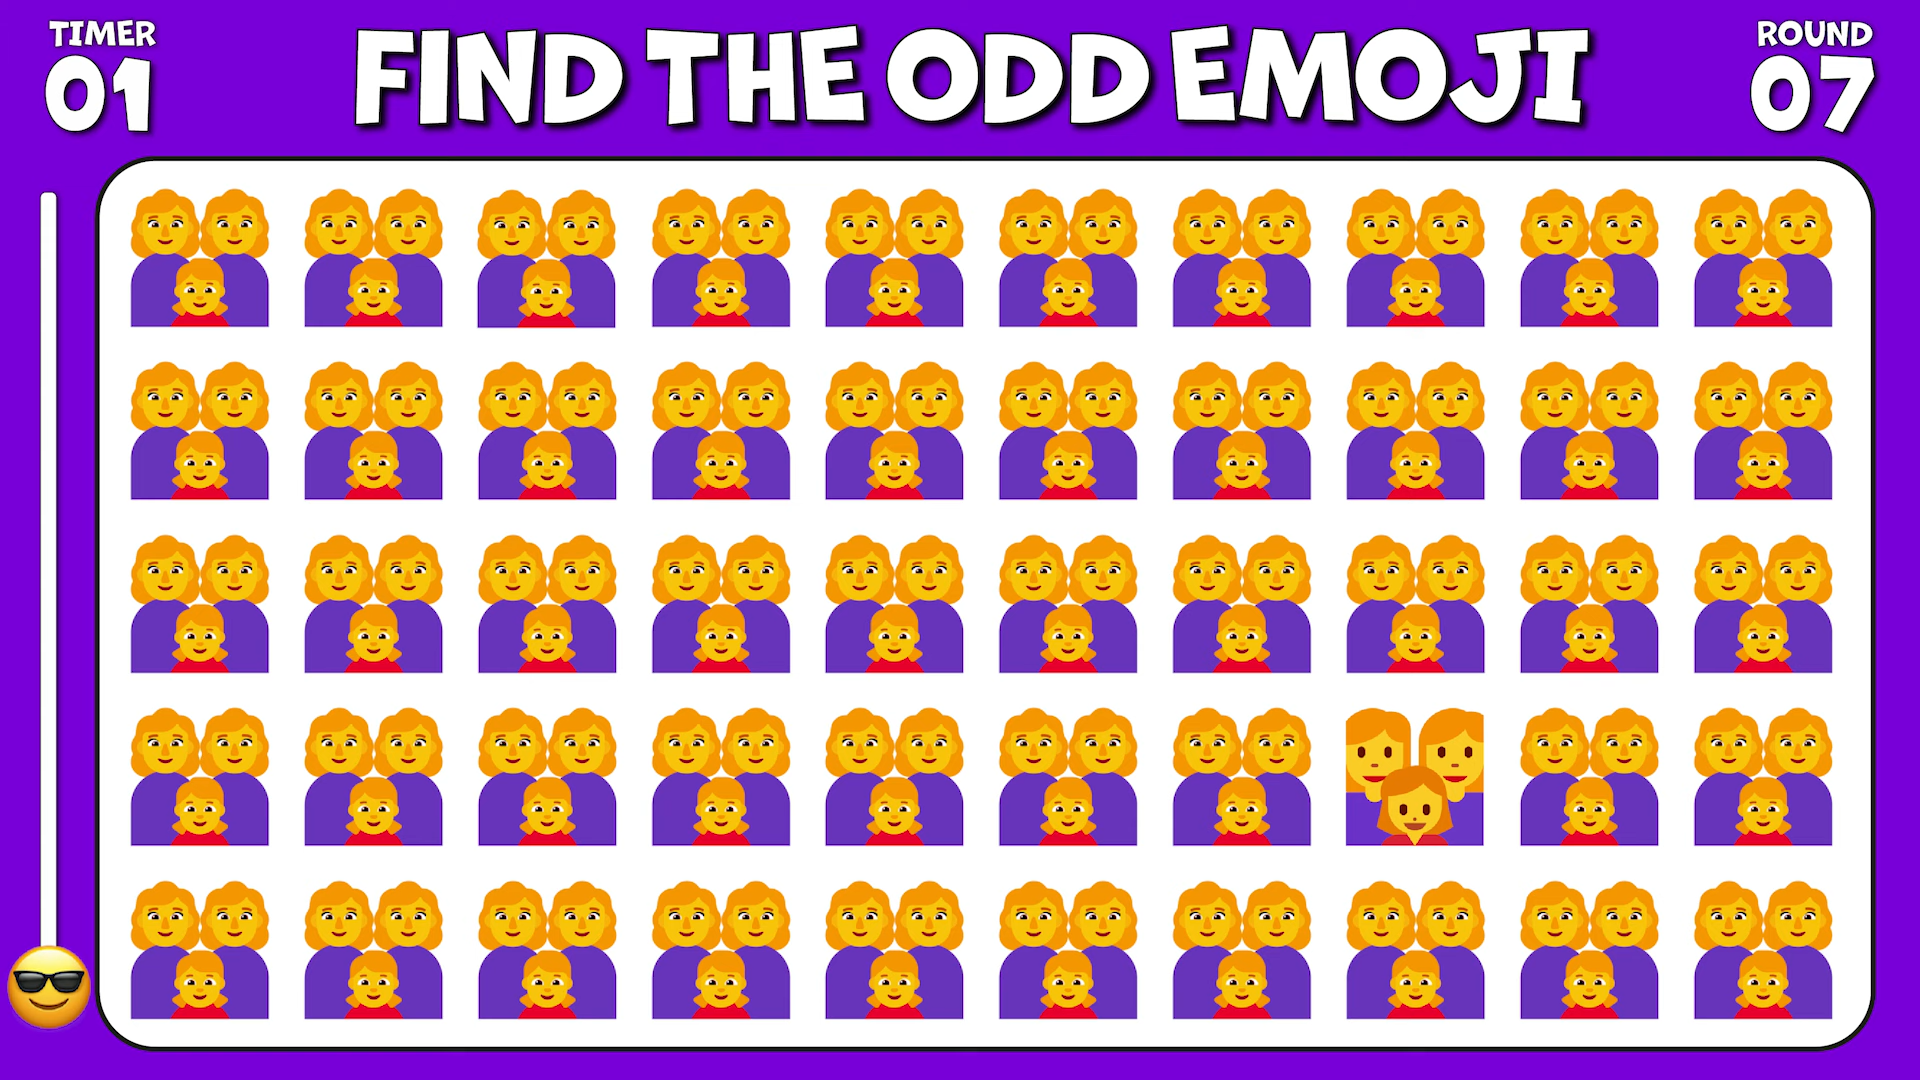 TIMER
01
FIND THE ODD EMOJI
ROUND
07